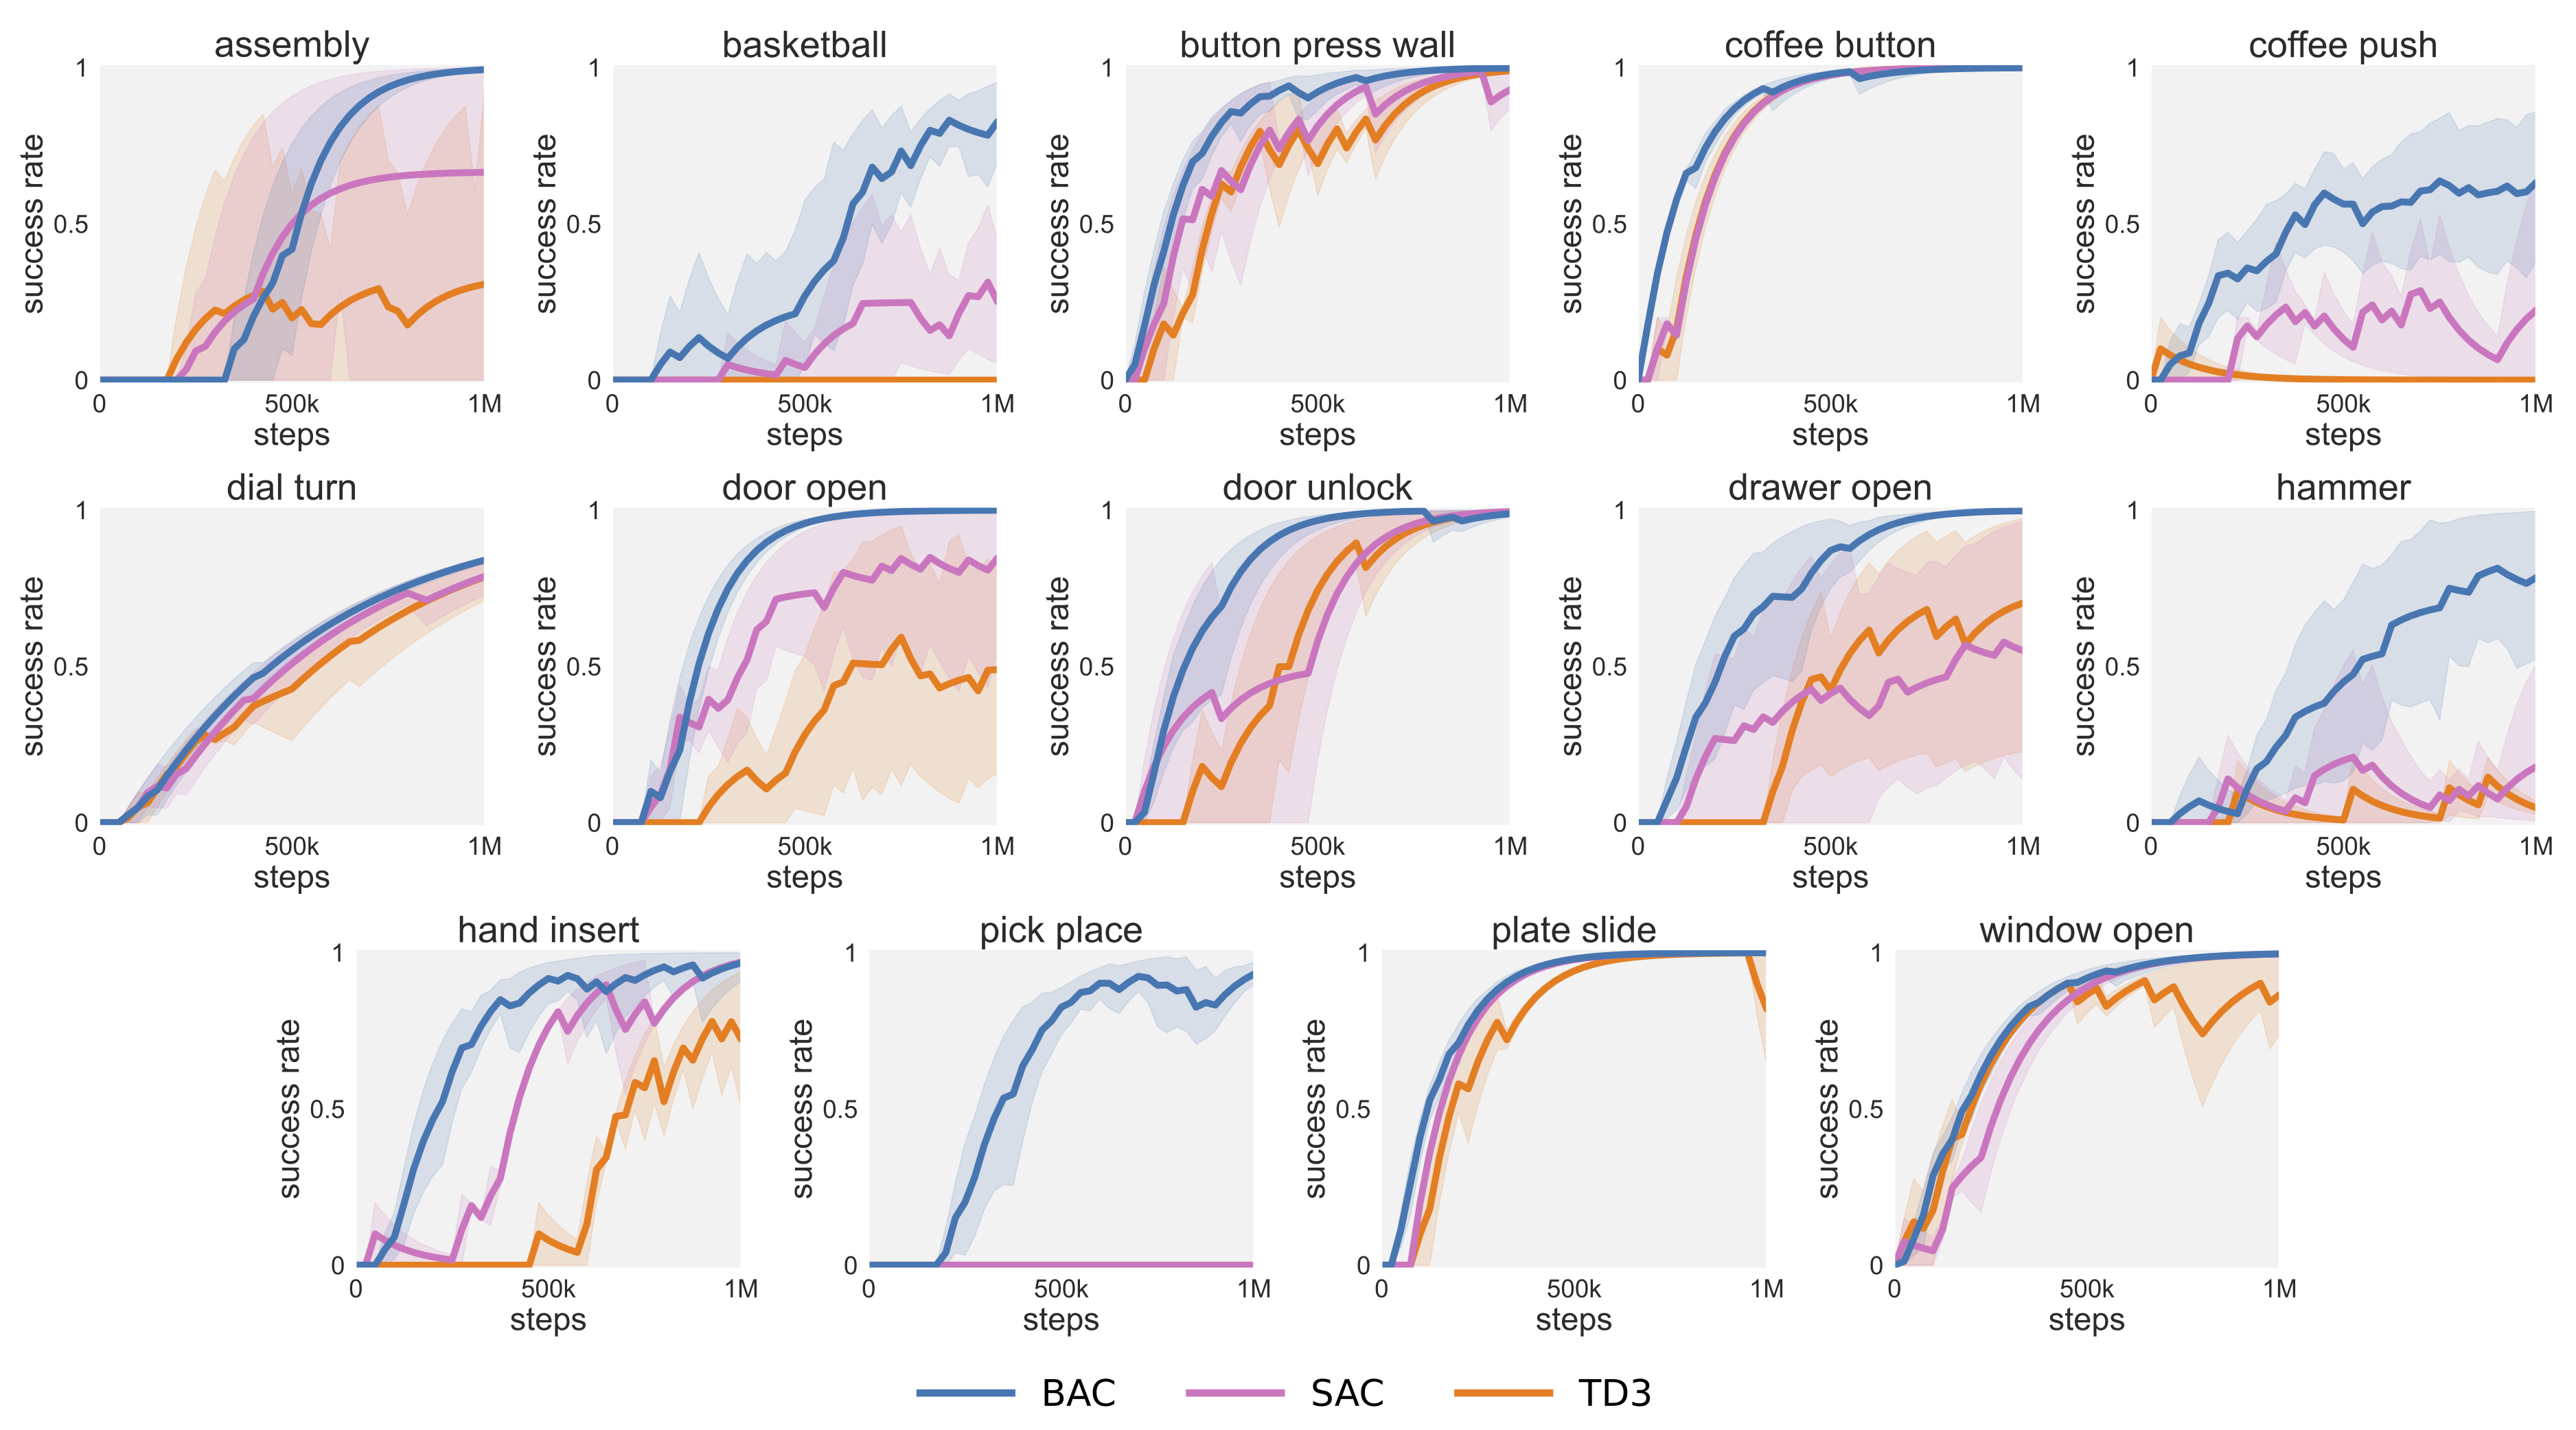 assembly
basketball
button press wall
coffee button
coffee push
1
0.5
0
success rate
0
500k
1M
steps
1
0.5
0
success rate
0
500k
1M
steps
1
0.5
0
success rate
0
500k
1M
steps
1
0.5
0
success rate
0
500k
1M
steps
1
0.5
0
success rate
0
500k
1M
steps
dial turn
door open
door unlock
drawer open
hammer
1
0.5
0
success rate
0
500k
1M
steps
1
0.5
0
success rate
0
500k
1M
steps
1
0.5
0
success rate
0
500k
1M
steps
1
0.5
0
success rate
0
500k
1M
steps
1
0.5
0
success rate
0
500k
1M
steps
hand insert
pick place
plate slide
window open
1
0.5
0
success rate
0
500k
1M
steps
1
0.5
0
success rate
0
500k
1M
steps
1
0.5
0
success rate
0
500k
1M
steps
1
0.5
0
success rate
0
500k
1M
steps
BAC
SAC
TD3